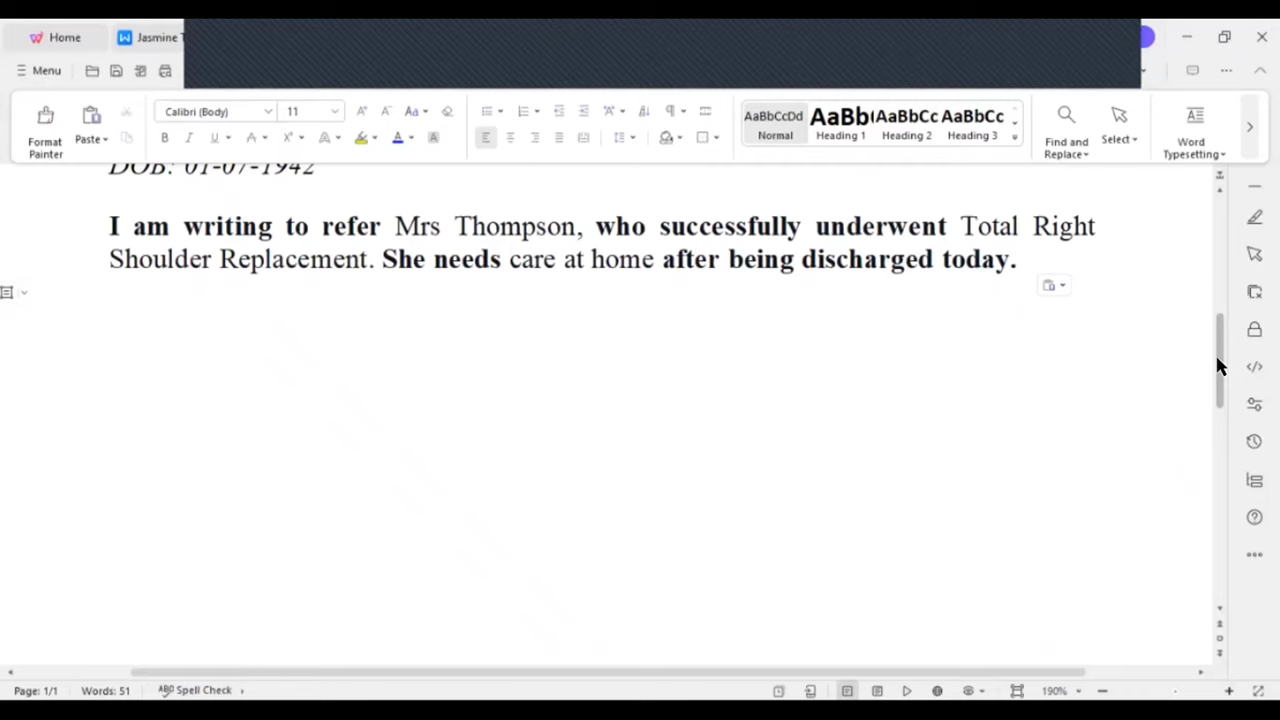 Home
Jasmine T
Menu
Format
Painter
Paste
Calibri (Body)
11
AaBbCcDd
Normal
AaBb(
Heading 1
AaBbCc
Heading 2
AaBbCc
Heading 3
Find and
Replace
Select
Word
Typesetting
DOB: 01-07-1942
I am writing to refer Mrs Thompson, who successfully underwent Total Right
Shoulder Replacement. She needs care at home after being discharged today.
Page: 1/1
Words: 51
Spell Check
190%